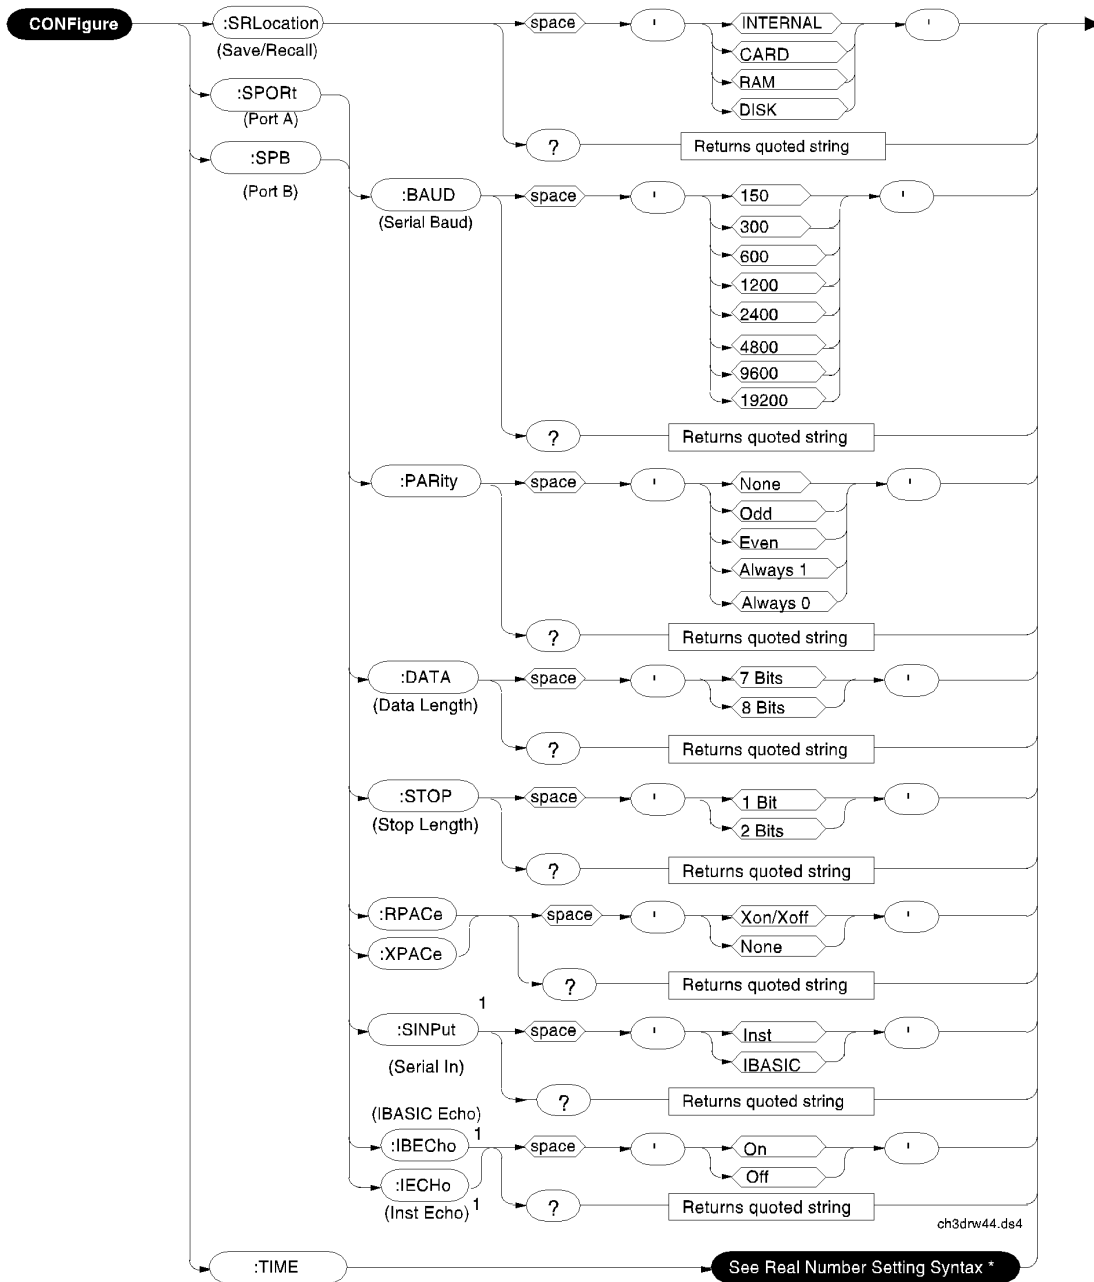 CONFigure
:SRLocation
(Save/Recall)
space
'
INTERNAL
CARD
RAM
DISK
'
?
Returns quoted string
:SPORt
(Port A)
:SPB
(Port B)
:BAUD
(Serial Baud)
space
'
150
300
600
1200
2400
4800
9600
19200
'
?
Returns quoted string
:PARity
space
'
None
Odd
Even
Always 1
Always 0
'
?
Returns quoted string
:DATA
(Data Length)
space
'
7 Bits
8 Bits
'
?
Returns quoted string
:STOP
(Stop Length)
space
'
1 Bit
2 Bits
'
?
Returns quoted string
:RPACe
:XPACe
space
'
Xon/Xoff
None
'
?
Returns quoted string
:SINPut
1
(Serial In)
space
'
Inst
IBASIC
'
?
Returns quoted string
(IBASIC Echo)
:IBECho
1
:IECHo
1
(Inst Echo)
space
'
On
Off
'
?
Returns quoted string
ch3drw44.ds4
:TIME
See Real Number Setting Syntax *